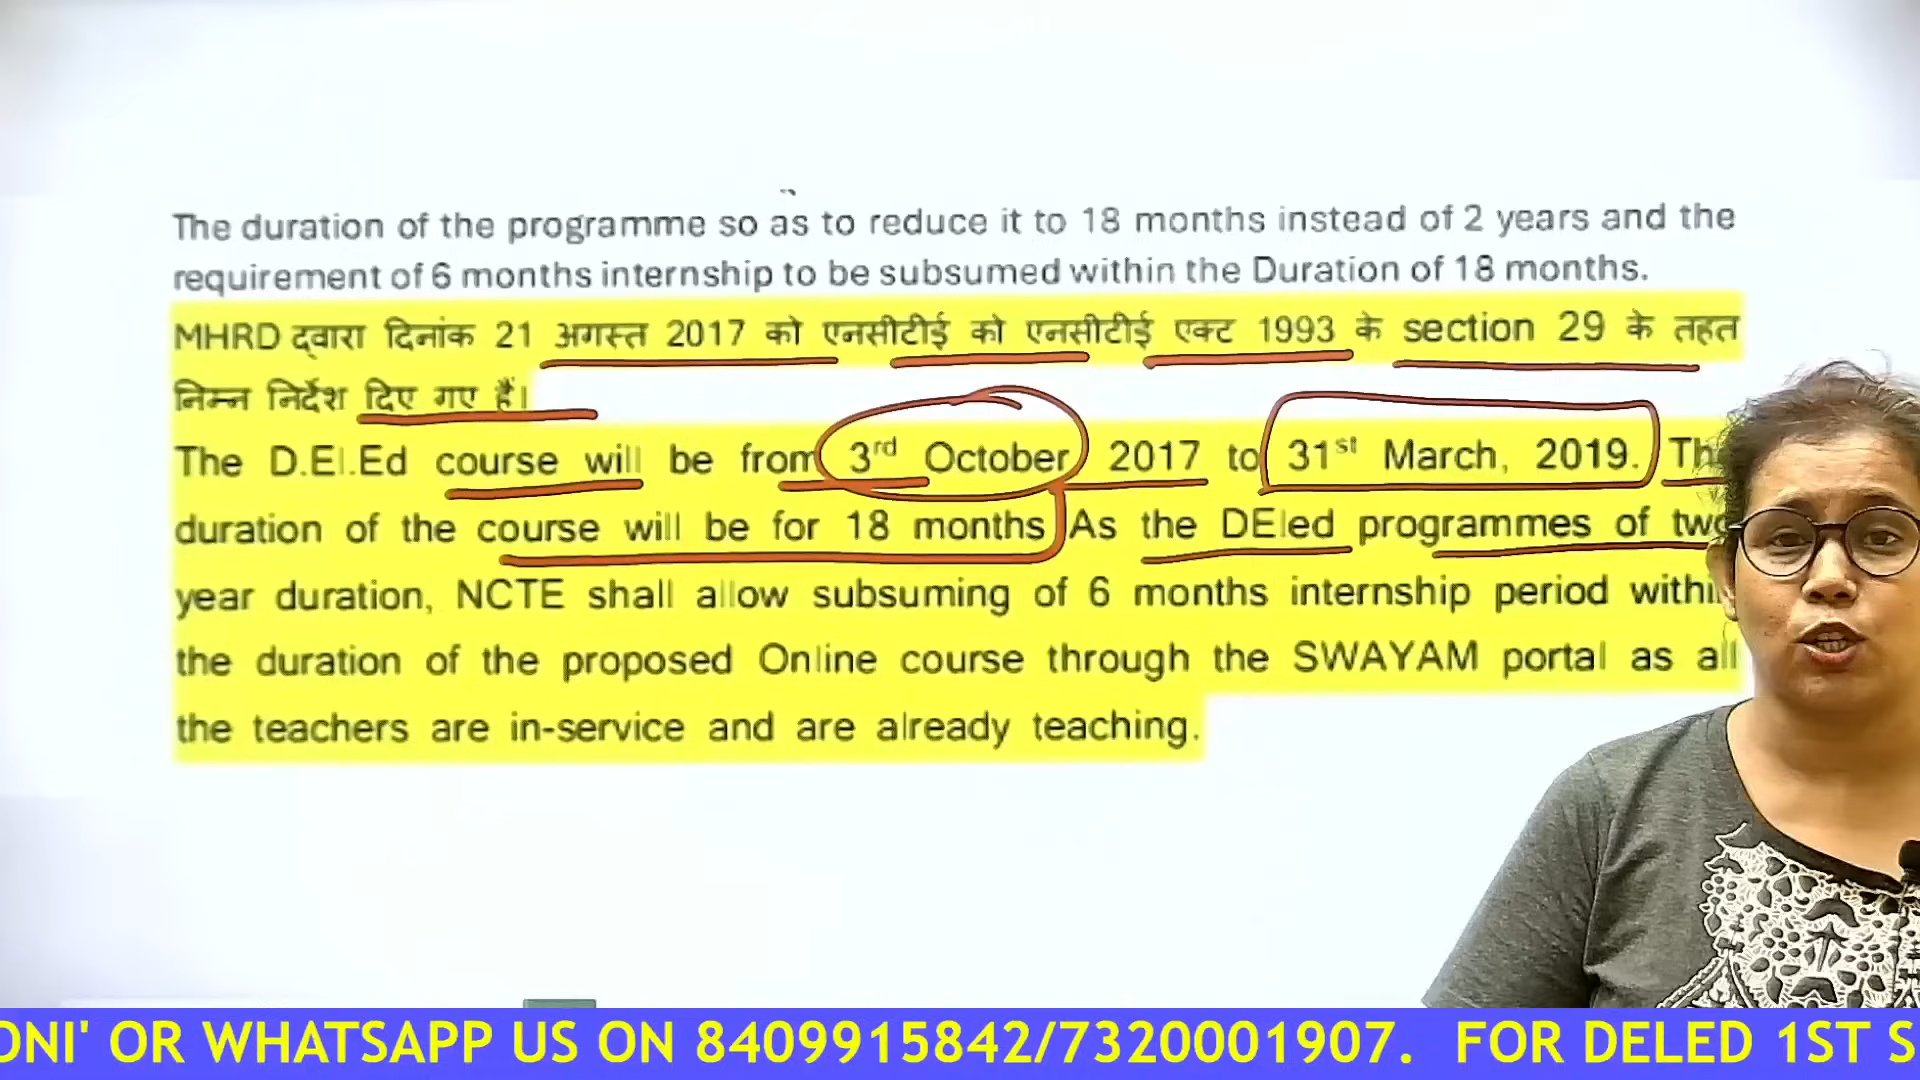 The duration of the programme so as to reduce it to 18 months instead of 2 years and the
requirement of 6 months internship to be subsumed within the Duration of 18 months.
MHRD द्वारा दिनांक 21 अगस्त 2017 को एनसीटीई को एनसीटीई एक्ट 1993 के section 29 के तहत
निम्न निर्देश दिए गए हैं।
The D.El.Ed course will be from 3rd October 2017 to 31st March, 2019. Th
duration of the course will be for 18 months As the DEled programmes of two
year duration, NCTE shall allow subsuming of 6 months internship period withi
the duration of the proposed Online course through the SWAYAM portal as all
the teachers are in-service and are already teaching.
ONI' OR WHATSAPP US ON 8409915842/7320001907. FOR DELED 1ST S